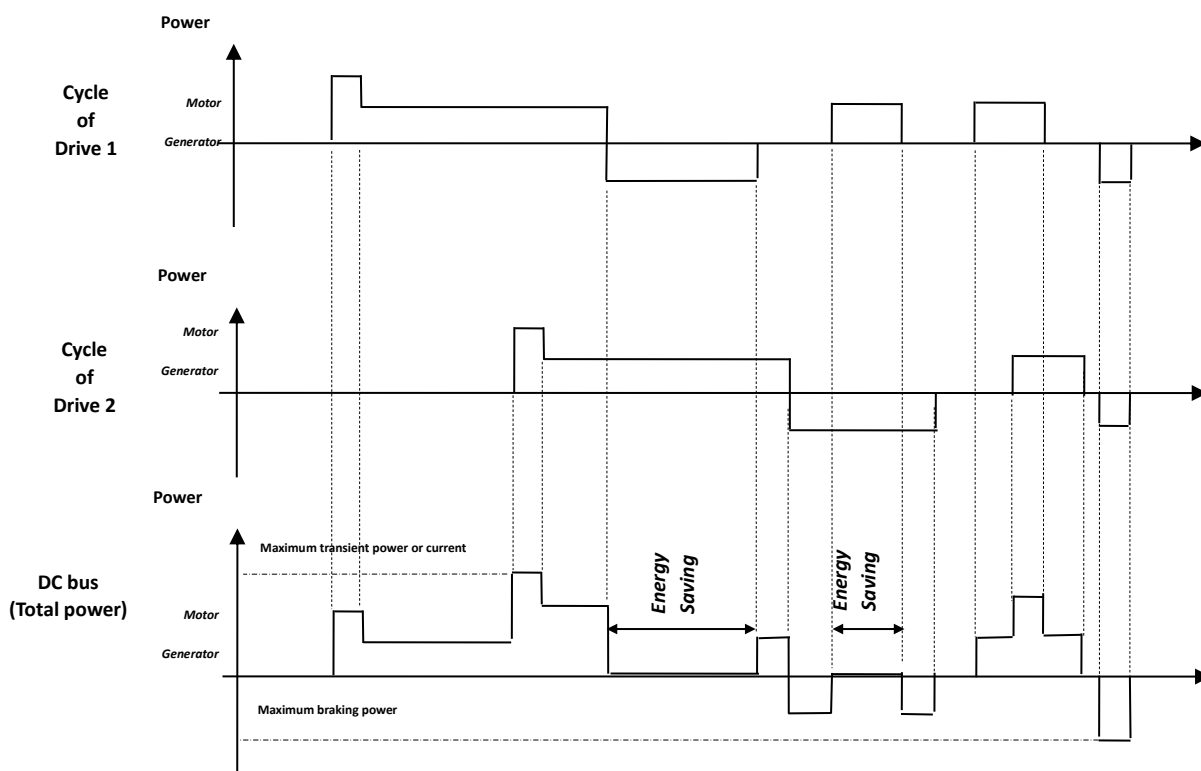 Power
Cycle
of
Drive 1
Motor
Generator
Power
Cycle
of
Drive 2
Motor
Generator
Power
DC bus
(Total power)
Maximum transient power or current
Motor
Generator
Maximum braking power
Energy
Saving
Energy
Saving